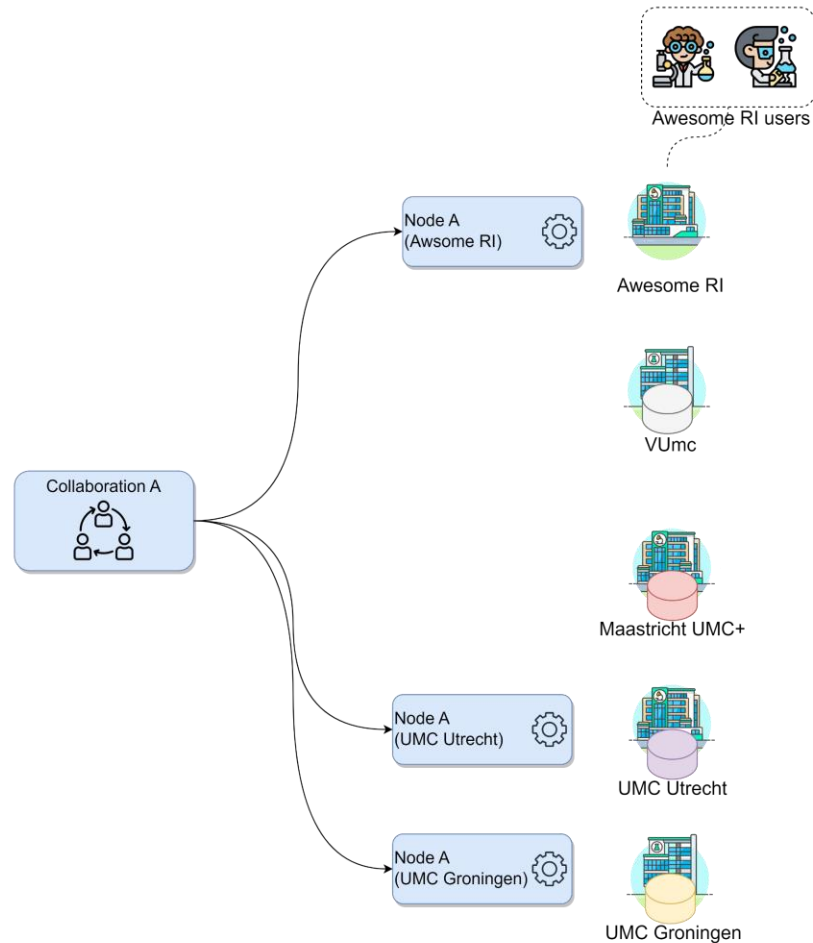 Awesome RI users
Node A
(Awsome RI)
Awesome RI
VUmc
Collaboration A
Maastricht UMC+
Node A
(UMC Utrecht)
UMC Utrecht
Node A
(UMC Groningen)
UMC Groningen